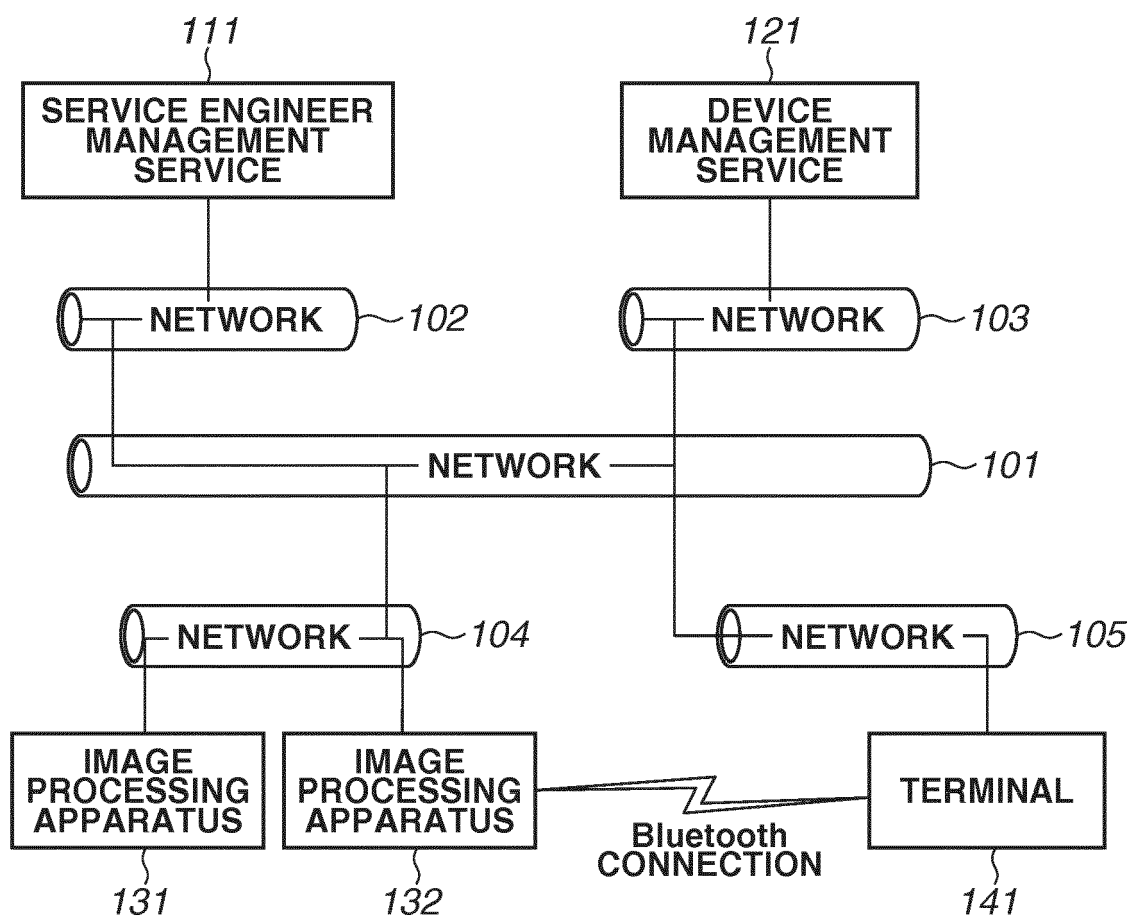 111
121
SERVICE ENGINEER
MANAGEMENT
SERVICE
DEVICE
MANAGEMENT
SERVICE
NETWORK
102
NETWORK
103
NETWORK
101
NETWORK
104
NETWORK
105
IMAGE
PROCESSING
APPARATUS
IMAGE
PROCESSING
APPARATUS
Bluetooth
CONNECTION
TERMINAL
131
132
141